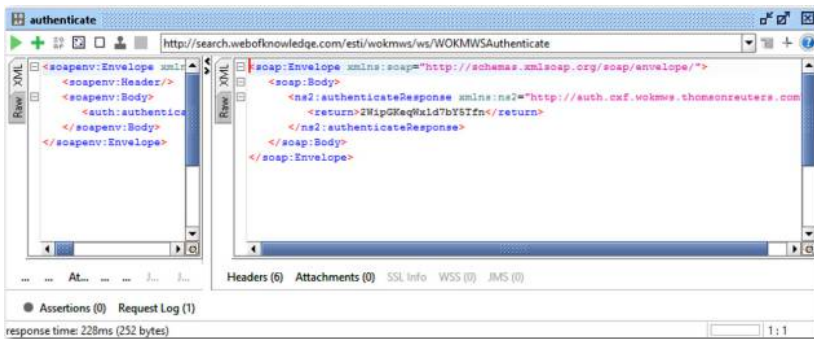 authenticate
http://search.webofknowledge.com/esti/wokmws/ws/WOKMWSAuthenticate
XML
Raw
<soapenv:Envelope xmlr
<soapenv:Header/>
<soapenv:Body>
<auth:authentica
</soapenv:Body>
</soapenv:Envelope>
XML
Raw
<soap:Envelope xmlns:soap="http://schemas.xmlsoap.org/soap/envelope/">
<soap:Body>
<ns2:authenticateResponse xmlns:ns2="http://auth.cxf.wokmws.thomsonreuters.com
<return>2WipGKeqWx1d7bY5Tfn</return>
</ns2:authenticateResponse>
</soap:Body>
</soap:Envelope>
... ... At... ... ... J... J...
Headers (6) Attachments (0) SSL Info WSS (0) JMS (0)
Assertions (0) Request Log (1)
response time: 228ms (252 bytes)
1 : 1